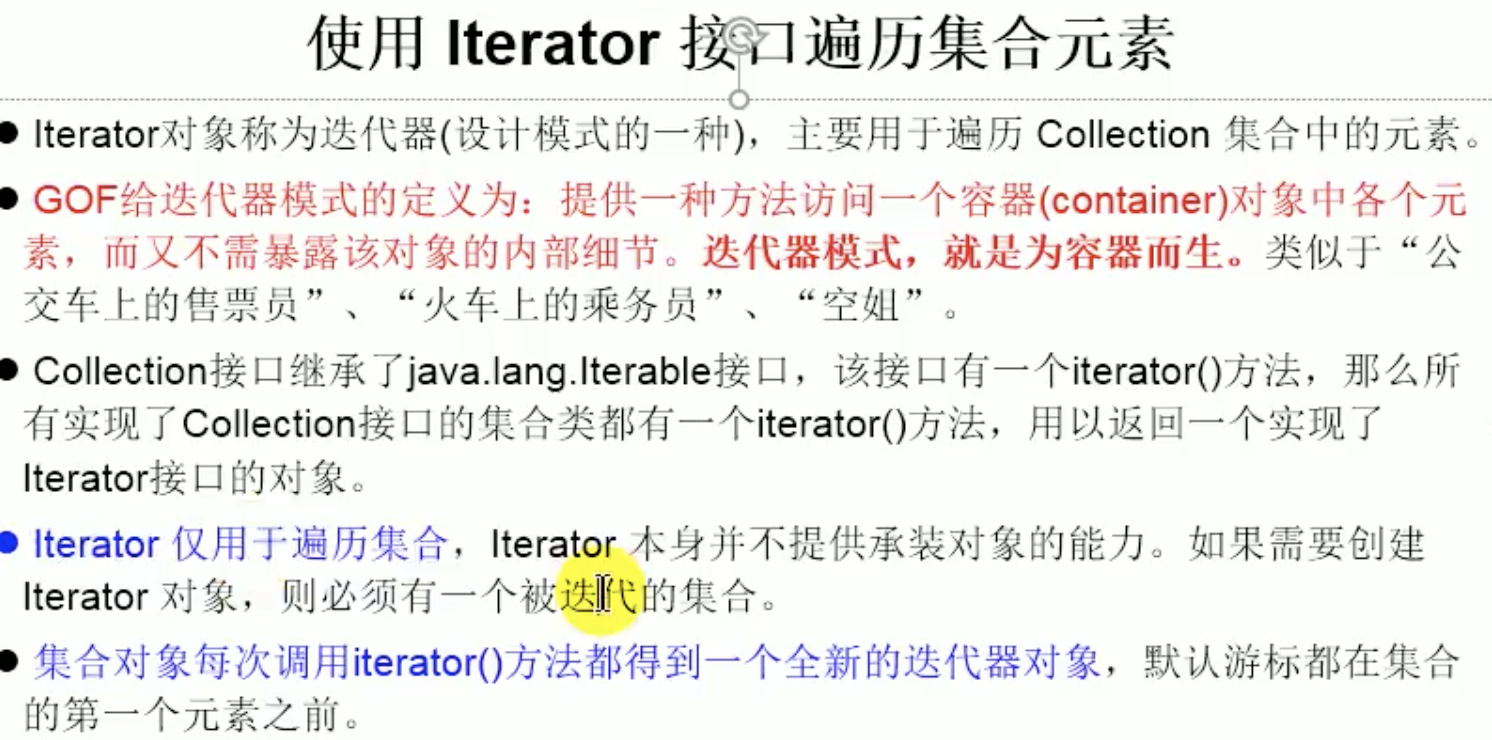 使用 Iterator 接口遍历集合元素
● Iterator对象称为迭代器(设计模式的一种)，主要用于遍历 Collection 集合中的元素。
● GOF给迭代器模式的定义为：提供一种方法访问一个容器(container)对象中各个元
素，而又不需暴露该对象的内部细节。迭代器模式，就是为容器而生。类似于“公
交车上的售票员”、“火车上的乘务员”、“空姐”。
● Collection接口继承了java.lang.Iterable接口，该接口有一个iterator()方法，那么所
有实现了Collection接口的集合类都有一个iterator()方法，用以返回一个实现了
Iterator接口的对象。
● Iterator 仅用于遍历集合，Iterator 本身并不提供承装对象的能力。如果需要创建
Iterator 对象，则必须有一个被迭代的集合。
● 集合对象每次调用iterator()方法都得到一个全新的迭代器对象，默认游标都在集合
的第一个元素之前。